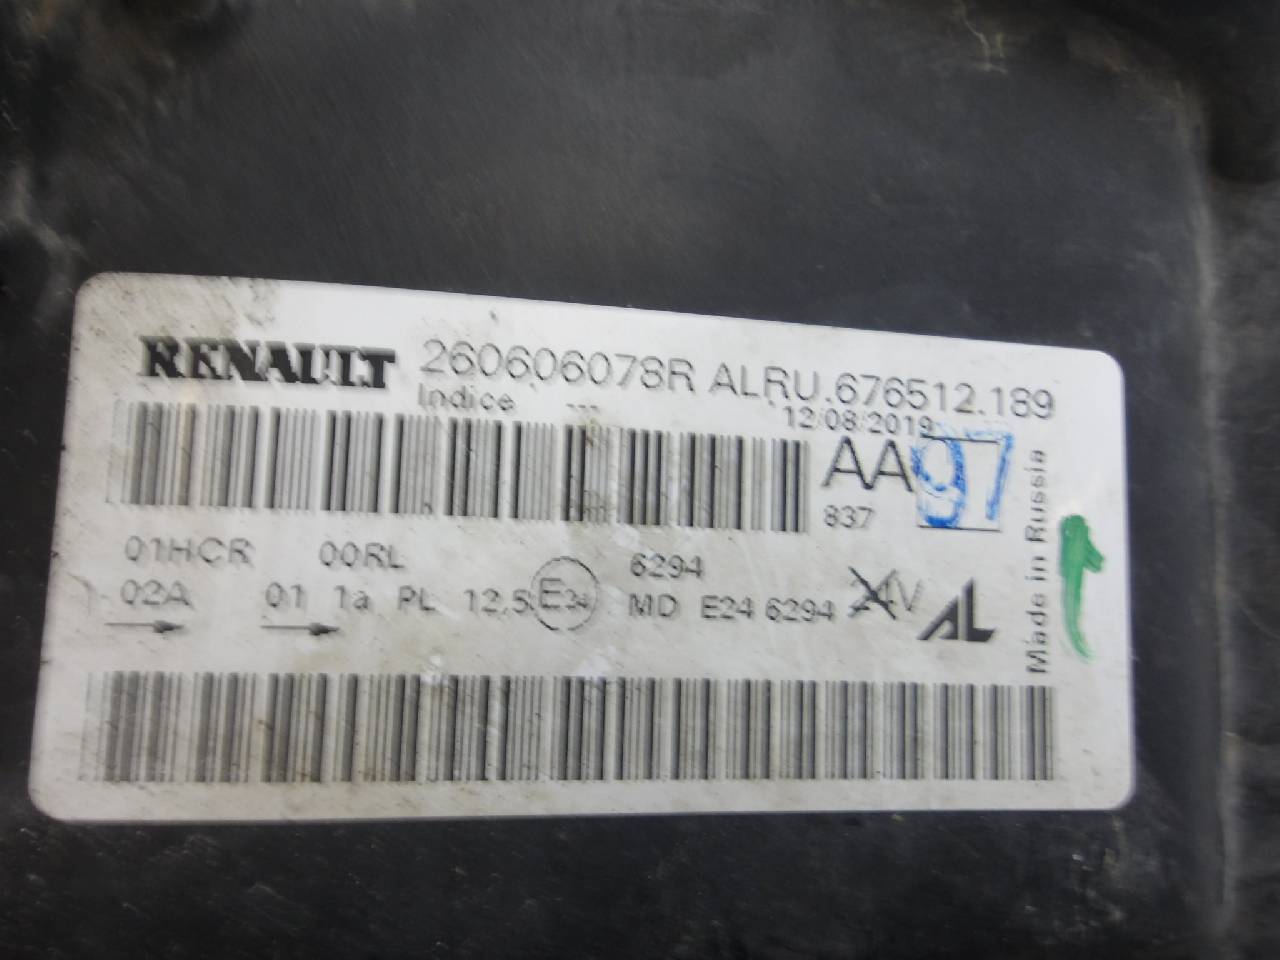 RENAULT 260606078R ALRU.676512.189
Indice --- 12/08/2019
AA 97
837
Made in Russia
01HCR 00RL 6294
02A 01 1a PL 12,5 E24 MD E24 6294 24V AL